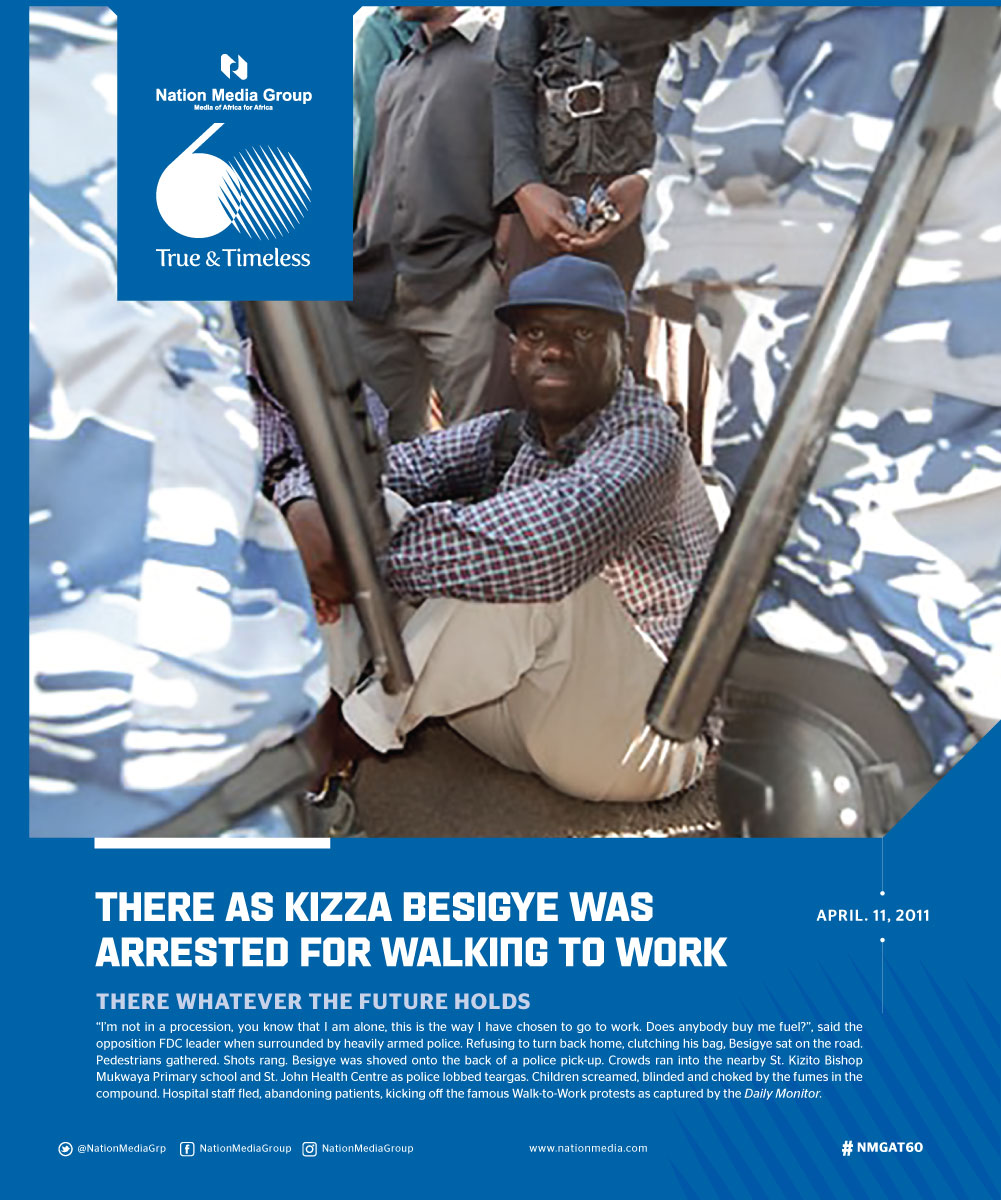 Nation Media Group
Media of Africa for Africa
60
True & Timeless
THERE AS KIZZA BESIGYE WAS
ARRESTED FOR WALKING TO WORK
APRIL. 11, 2011
THERE WHATEVER THE FUTURE HOLDS
“I’m not in a procession, you know that I am alone, this is the way I have chosen to go to work. Does anybody buy me fuel?”, said the
opposition FDC leader when surrounded by heavily armed police. Refusing to turn back home, clutching his bag, Besigye sat on the road.
Pedestrians gathered. Shots rang. Besigye was shoved onto the back of a police pick-up. Crowds ran into the nearby St. Kizito Bishop
Mukwaya Primary school and St. John Health Centre as police lobbed teargas. Children screamed, blinded and choked by the fumes in the
compound. Hospital staff fled, abandoning patients, kicking off the famous Walk-to-Work protests as captured by the Daily Monitor.
@NationMediaGrp NationMediaGroup NationMediaGroup www.nationmedia.com # NMGAT60